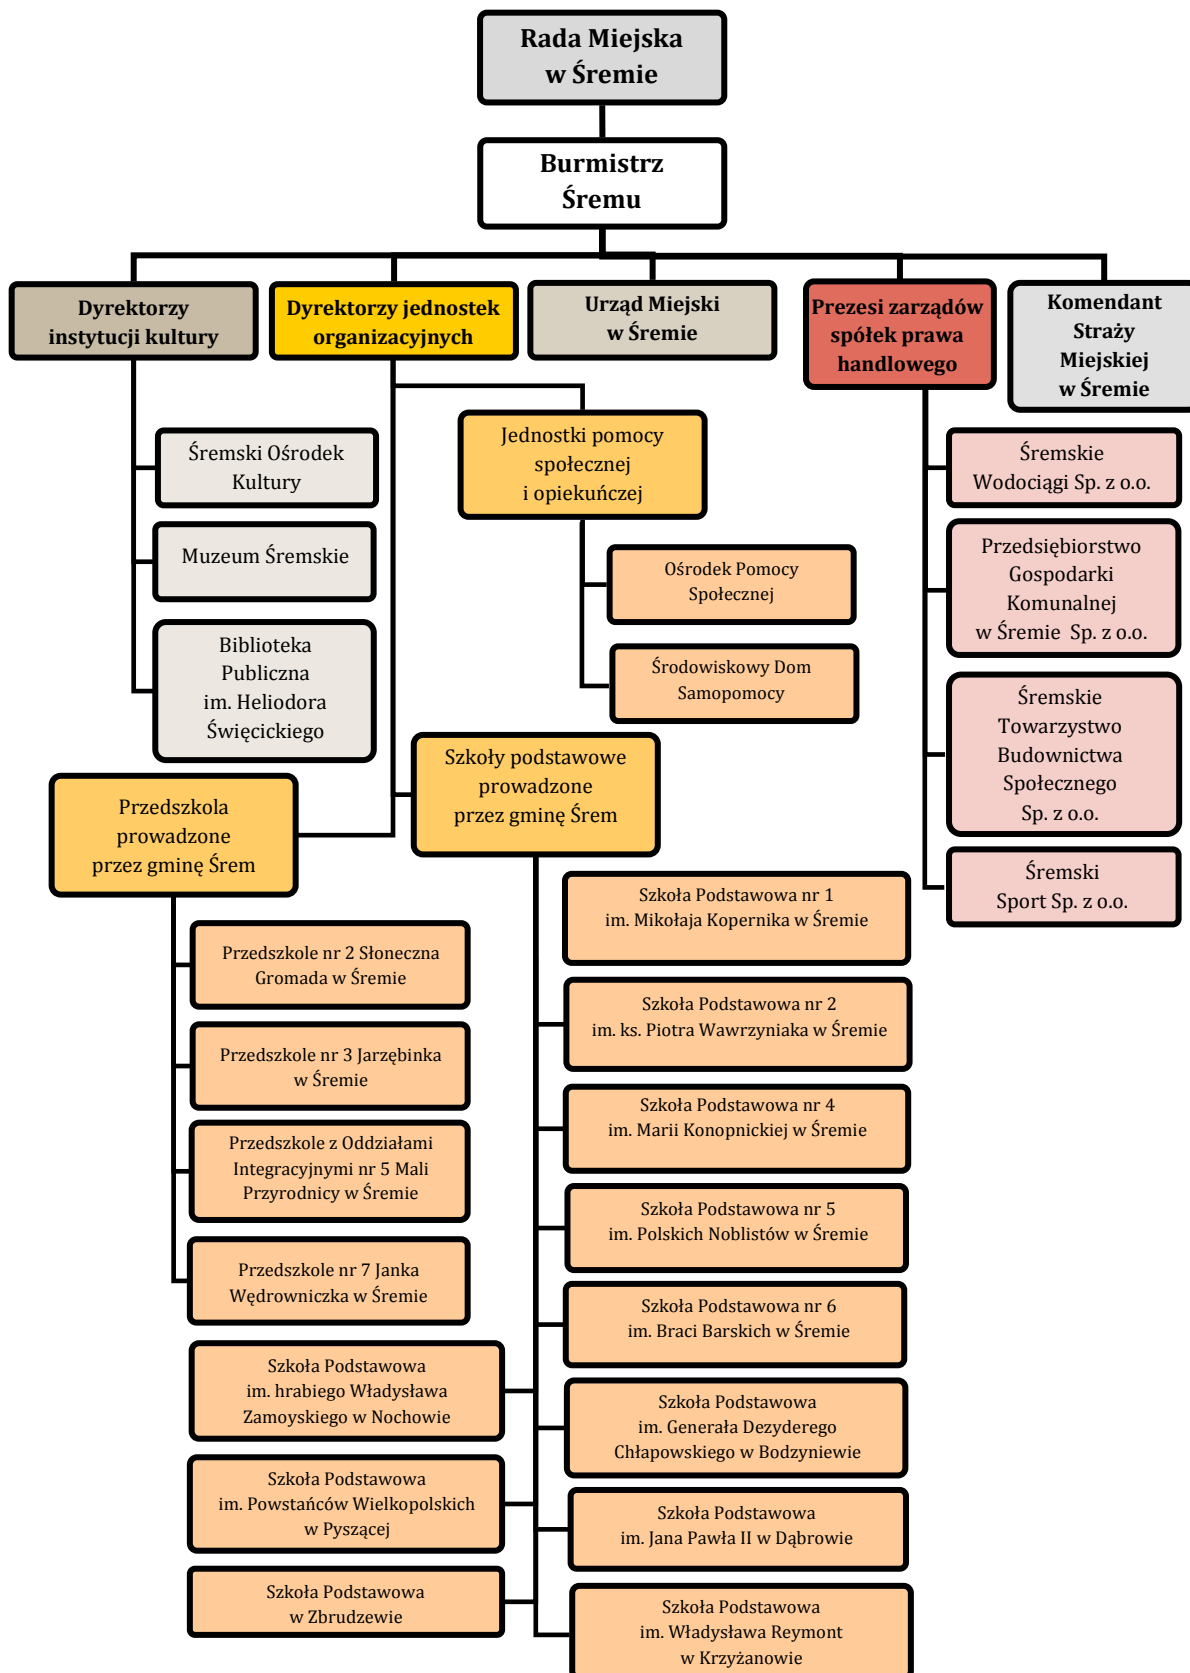 Rada Miejska
w Śremie
Burmistrz
Śremu
Dyrektorzy
instytucji kultury
Dyrektorzy jednostek
organizacyjnych
Urząd Miejski
w Śremie
Prezesi zarządów
spółek prawa
handlowego
Komendant
Straży
Miejskiej
w Śremie
Śremski Ośrodek
Kultury
Muzeum Śremskie
Biblioteka
Publiczna
im. Heliodora
Święcickiego
Jednostki pomocy
społecznej
i opiekuńczej
Ośrodek Pomocy
Społecznej
Środowiskowy Dom
Samopomocy
Śremskie
Wodociągi Sp. z o.o.
Przedsiębiorstwo
Gospodarki
Komunalnej
w Śremie Sp. z o.o.
Śremskie
Towarzystwo
Budownictwa
Społecznego
Sp. z o.o.
Śremski
Sport Sp. z o.o.
Przedszkola
prowadzone
przez gminę Śrem
Szkoły podstawowe
prowadzone
przez gminę Śrem
Przedszkole nr 2 Słoneczna
Gromada w Śremie
Przedszkole nr 3 Jarzębinka
w Śremie
Przedszkole z Oddziałami
Integracyjnymi nr 5 Mali
Przyrodnicy w Śremie
Przedszkole nr 7 Janka
Wędrowniczka w Śremie
Szkoła Podstawowa nr 1
im. Mikołaja Kopernika w Śremie
Szkoła Podstawowa nr 2
im. ks. Piotra Wawrzyniaka w Śremie
Szkoła Podstawowa nr 4
im. Marii Konopnickiej w Śremie
Szkoła Podstawowa nr 5
im. Polskich Noblistów w Śremie
Szkoła Podstawowa nr 6
im. Braci Barskich w Śremie
Szkoła Podstawowa
im. hrabiego Władysława
Zamoyskiego w Nochowie
Szkoła Podstawowa
im. Generała Dezyderego
Chłapowskiego w Bodzyniewie
Szkoła Podstawowa
im. Powstańców Wielkopolskich
w Pyszącej
Szkoła Podstawowa
im. Jana Pawła II w Dąbrowie
Szkoła Podstawowa
w Zbrudzewie
Szkoła Podstawowa
im. Władysława Reymont
w Krzyżanowie